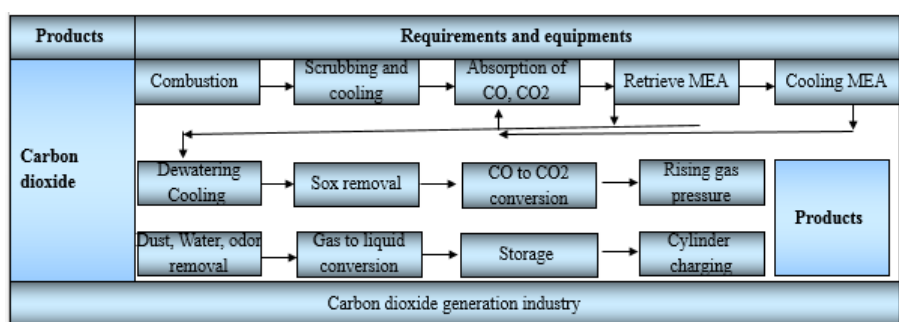 Products
Requirements and equipments
Combustion
Scrubbing and
cooling
Absorption of
CO, CO2
Retrieve MEA
Cooling MEA
Carbon
dioxide
Dewatering
Cooling
Sox removal
CO to CO2
conversion
Rising gas
pressure
Products
Dust, Water, odor
removal
Gas to liquid
conversion
Storage
Cylinder
charging
Carbon dioxide generation industry